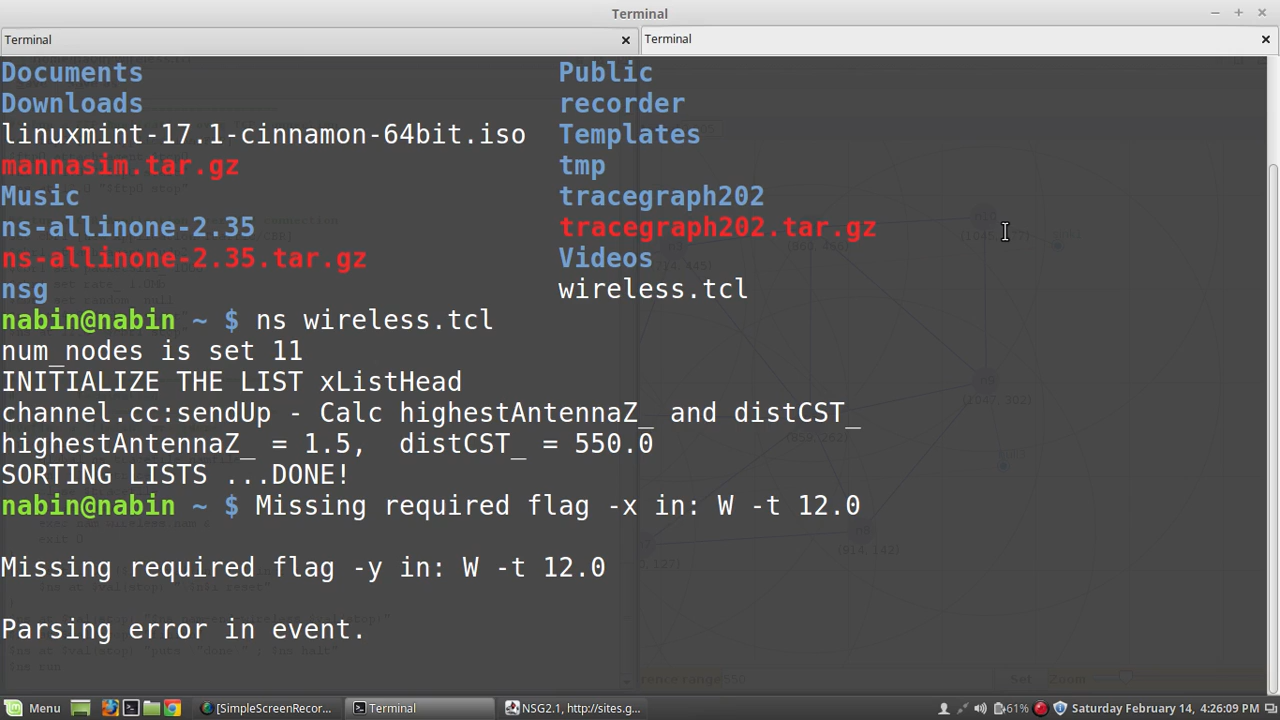 Terminal
Terminal
Terminal
Documents Public
Downloads recorder
linuxmint-17.1-cinnamon-64bit.iso Templates
mannasim.tar.gz tmp
Music tracegraph202
ns-allinone-2.35 tracegraph202.tar.gz
ns-allinone-2.35.tar.gz Videos
nsg wireless.tcl
nabin@nabin ~ $ ns wireless.tcl
num_nodes is set 11
INITIALIZE THE LIST xListHead
channel.cc:sendUp - Calc highestAntennaZ_ and distCST_
highestAntennaZ_ = 1.5,  distCST_ = 550.0
SORTING LISTS ...DONE!
nabin@nabin ~ $ Missing required flag -x in: W -t 12.0
Missing required flag -y in: W -t 12.0
Parsing error in event.
Menu [SimpleScreenRecor... Terminal NSG2.1, http://sites.g... 61% Saturday February 14, 4:26:09 PM